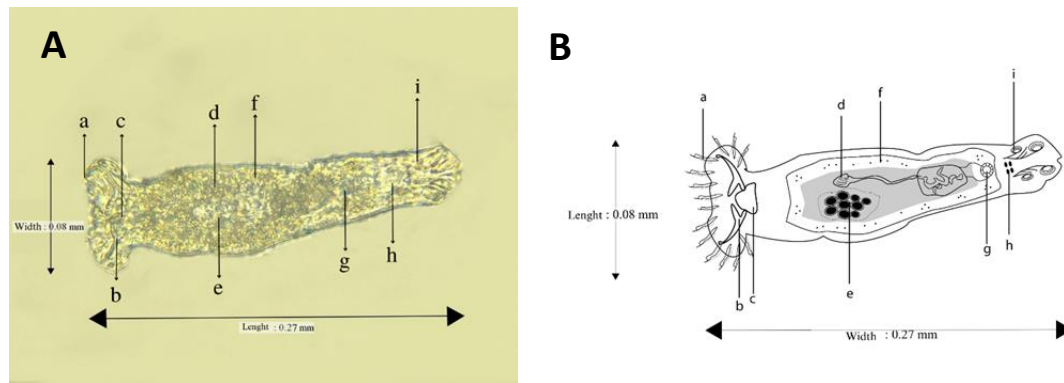 A
a
c
d
f
i
Width : 0.08 mm
b
e
g
h
Lenght : 0.27 mm
B
a
d
f
i
Lenght : 0.08 mm
b
c
e
g
h
Width : 0.27 mm